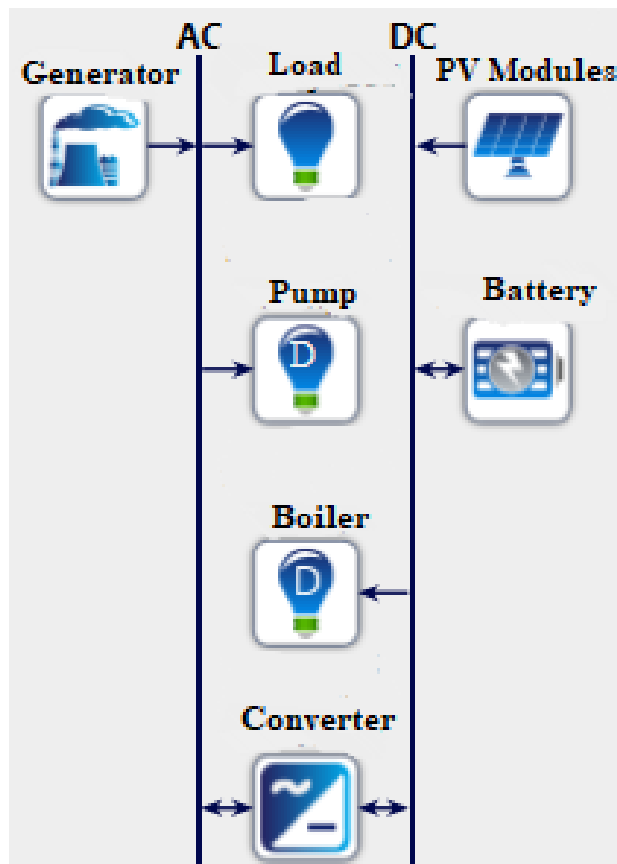 AC DC
Generator Load PV Modules
Pump Battery
D
Boiler
D
Converter